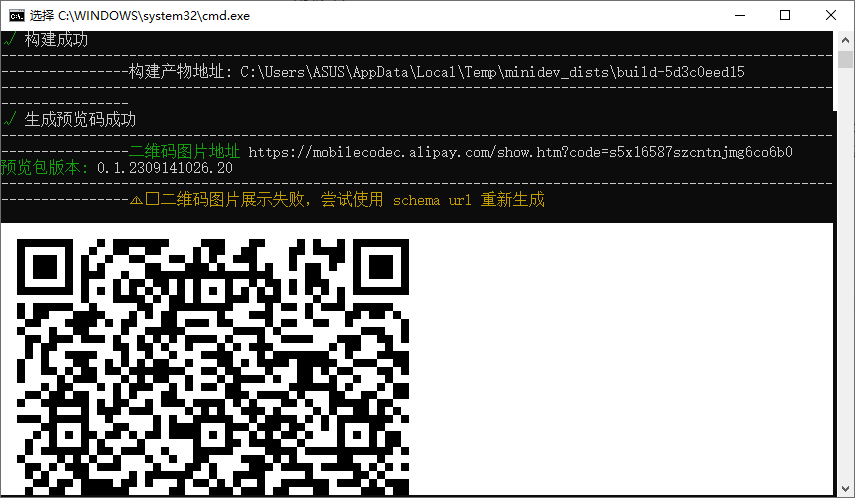 选择 C:\WINDOWS\system32\cmd.exe
√ 构建成功
--------------------------------------------------------------------------------------------------------
----------------构建产物地址: C:\Users\ASUS\AppData\Local\Temp\minidev_dists\build-5d3c0eed15
--------------------------------------------------------------------------------------------------------
----------------
√ 生成预览码成功
--------------------------------------------------------------------------------------------------------
----------------二维码图片地址 https://mobilecodec.alipay.com/show.htm?code=s5x16587szcntnjmg6co6b0
预览包版本: 0.1.2309141026.20
--------------------------------------------------------------------------------------------------------
----------------⚠□二维码图片展示失败，尝试使用 schema url 重新生成